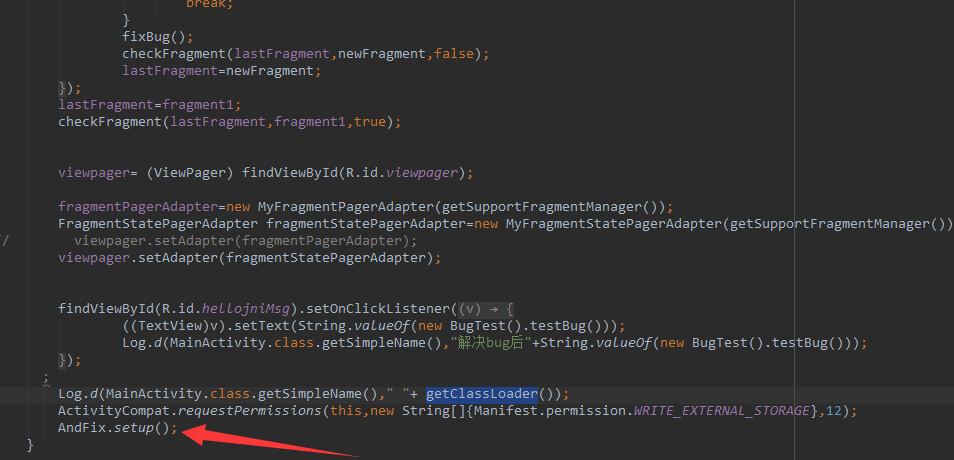 break;
}
fixBug();
checkFragment(lastFragment,newFragment,false);
lastFragment=newFragment;
});
lastFragment=fragment1;
checkFragment(lastFragment,fragment1,true);
viewpager= (ViewPager) findViewById(R.id.viewpager);
fragmentPagerAdapter=new MyFragmentPagerAdapter(getSupportFragmentManager());
FragmentStatePagerAdapter fragmentStatePagerAdapter=new MyFragmentStatePagerAdapter(getSupportFragmentManager())
/ viewpager.setAdapter(fragmentPagerAdapter);
viewpager.setAdapter(fragmentStatePagerAdapter);
findViewById(R.id.hellojniMsg).setOnClickListener((v) → {
((TextView)v).setText(String.valueOf(new BugTest().testBug()));
Log.d(MainActivity.class.getSimpleName(),"解决bug后"+String.valueOf(new BugTest().testBug()));
});
;
Log.d(MainActivity.class.getSimpleName()," "+ getClassLoader());
ActivityCompat.requestPermissions(this,new String[]{Manifest.permission.WRITE_EXTERNAL_STORAGE},12);
AndFix.setup();
}